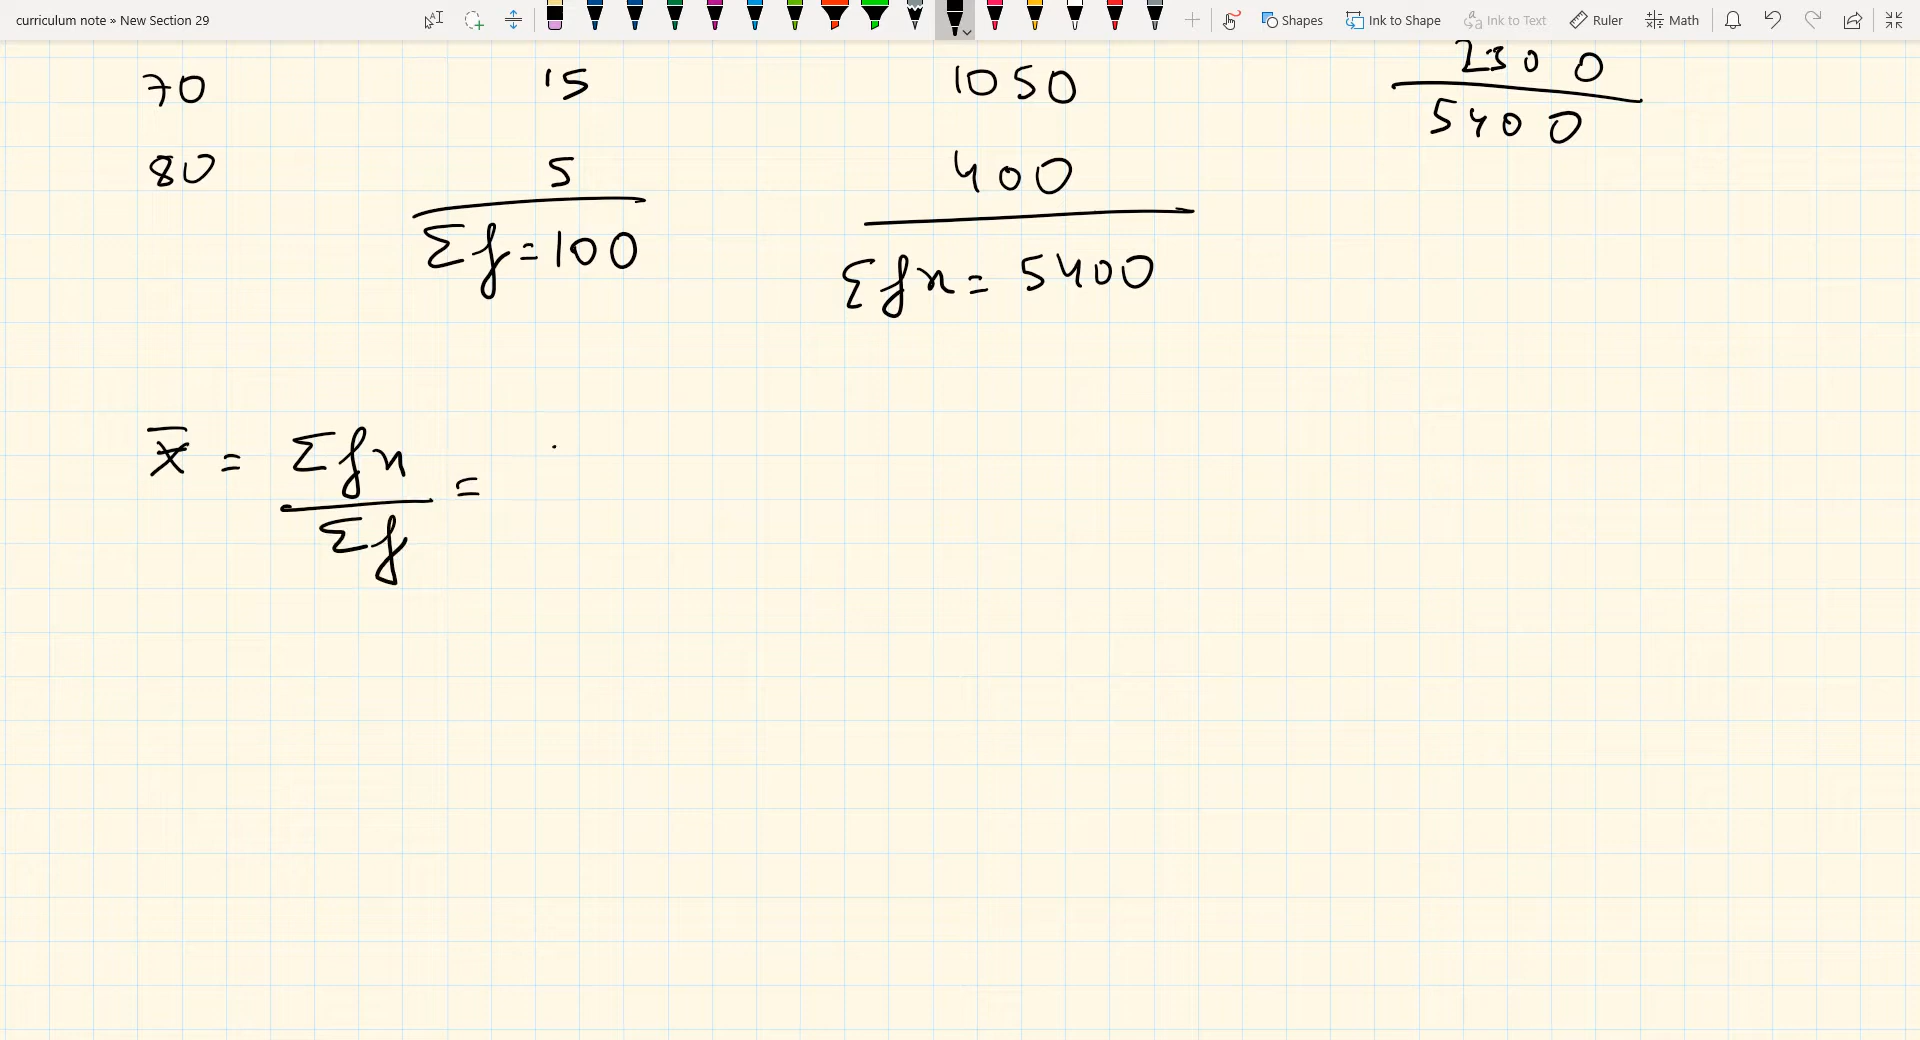 curriculum note » New Section 29
Shapes
Ink to Shape
Ink to Text
Ruler
Math
2300
70 15 1050
5400
80 5 400
Σf = 100
Σfx = 5400
x̄ = Σfx / Σf =